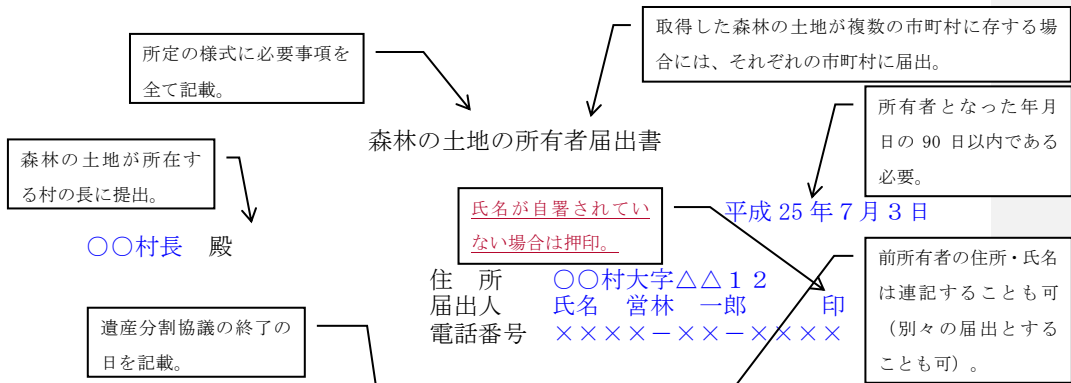 取得した森林の土地が複数の市町村に存する場
合には、それぞれの市町村に届出。
所定の様式に必要事項を
全て記載。
森林の土地の所有者届出書
所有者となった年月
日の 90 日以内である
必要。
森林の土地が所在す
る村の長に提出。
氏名が自署されてい
ない場合は押印。
平成 25 年７月３日
○○村長　殿
住　所　○○村大字△△１２
届出人　氏名　営林　一郎　　印
電話番号　××××－××－××××
前所有者の住所・氏名
は連記することも可
（別々の届出とする
ことも可）。
遺産分割協議の終了の
日を記載。